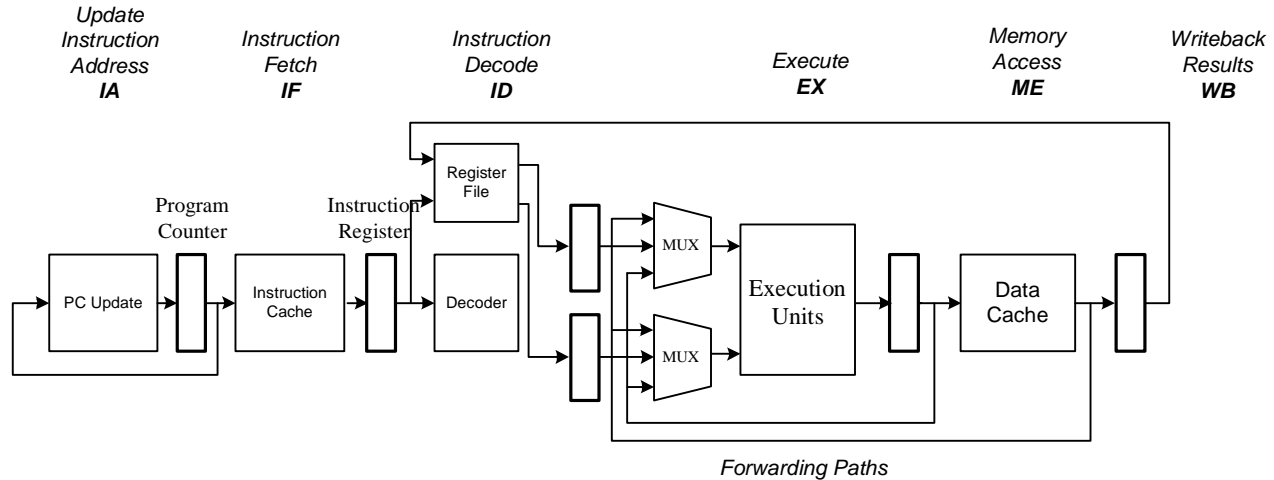 Update
Instruction
Address
IA
Instruction
Fetch
IF
Instruction
Decode
ID
Execute
EX
Memory
Access
ME
Writeback
Results
WB
Program
Counter
Instruction
Register
Register
File
PC Update
Instruction
Cache
Decoder
MUX
MUX
Execution
Units
Data
Cache
Forwarding Paths